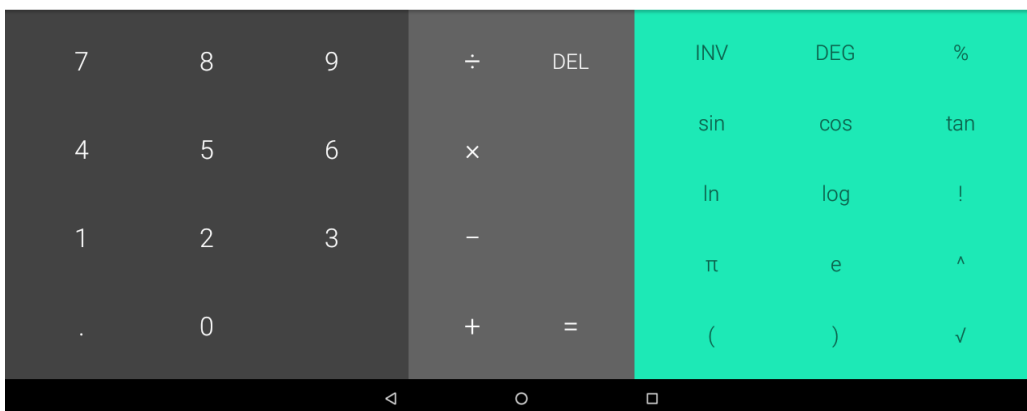 7 8 9 ÷ DEL INV DEG %
sin cos tan
4 5 6 ×
ln log !
1 2 3 −
π e ^
. 0 + = ( ) √